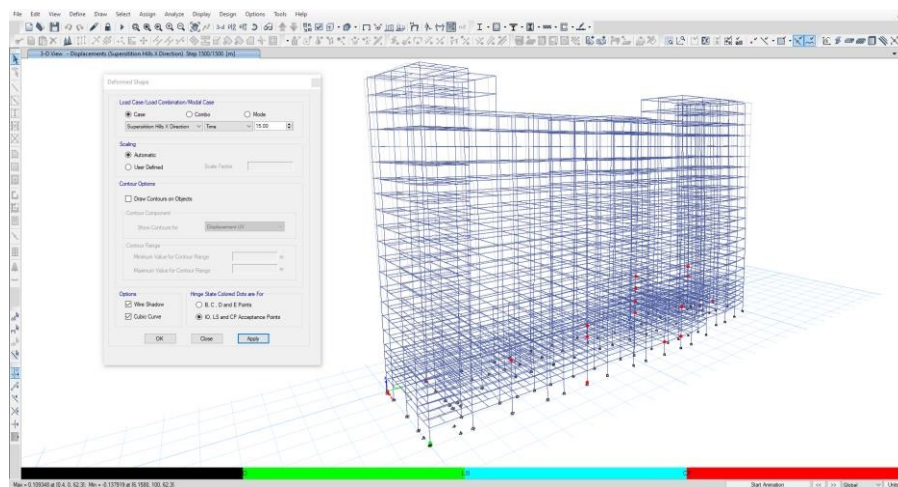 File Edit View Define Draw Select Assign Analyze Display Design Options Tools Help
3-D View - Displacements (Superstition Hills X Direction) Step 1500/1500 [m]
Deformed Shape
Load Case/Load Combination/Modal Case
Case Combo Mode
Superstition Hills X Direction Time 15.00
Scaling
Automatic
User Defined Scale Factor
Contour Options
Draw Contours on Objects
Contour Component
Show Contours for Displacement UX
Contour Range
Minimum Value for Contour Range m
Maximum Value for Contour Range m
Options Hinge State Colored Dots are For
Wire Shadow B, C, D and E Points
Cubic Curve IO, LS and CP Acceptance Points
OK Close Apply
Start Animation << >> Global